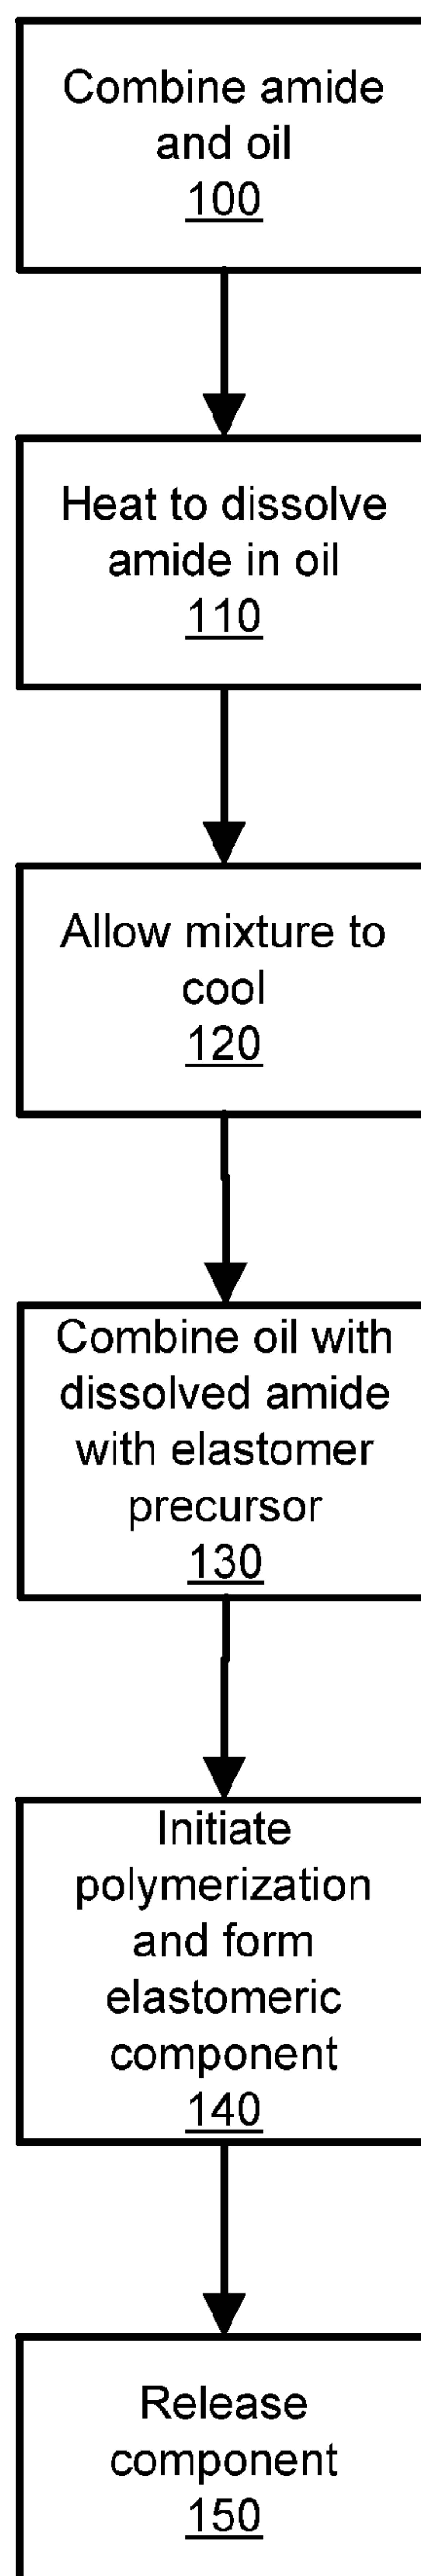 Combine amide
and oil
100
Heat to dissolve
amide in oil
110
Allow mixture to
cool
120
Combine oil with
dissolved amide
with elastomer
precursor
130
Initiate
polymerization
and form
elastomeric
component
140
Release
component
150